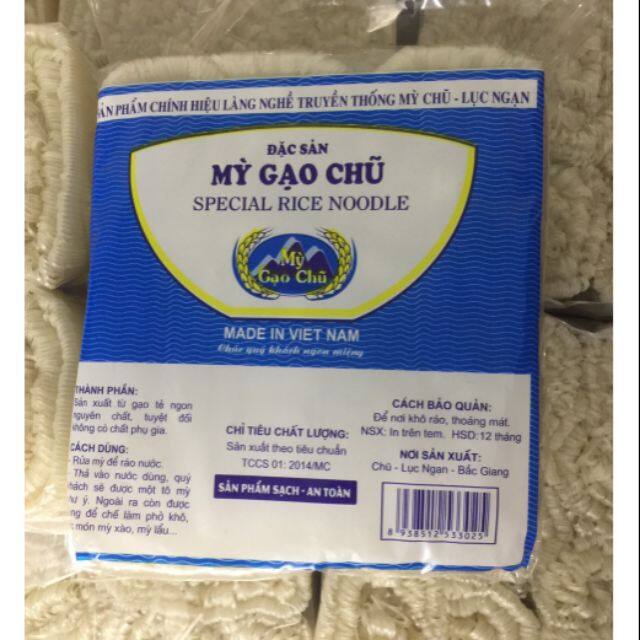 SẢN PHẨM CHÍNH HIỆU LÀNG NGHỀ TRUYỀN THỐNG MỲ CHŨ - LỤC NGẠN
ĐẶC SẢN
MỲ GẠO CHŨ
SPECIAL RICE NOODLE
Mỳ
Gạo Chũ
MADE IN VIET NAM
Chúc quý khách ngon miệng
THÀNH PHẦN:
Sản xuất từ gạo tẻ ngon
nguyên chất, tuyệt đối
không có chất phụ gia.
CÁCH DÙNG:
Rửa mỳ để ráo nước.
Thả vào nước dùng, quý
khách sẽ được một tô mỳ
như ý. Ngoài ra còn được
dùng để chế làm phở khô,
món mỳ xào, mỳ lẩu...
CHỈ TIÊU CHẤT LƯỢNG:
Sản xuất theo tiêu chuẩn
TCCS 01: 2014/MC
SẢN PHẨM SẠCH - AN TOÀN
CÁCH BẢO QUẢN:
Để nơi khô ráo, thoáng mát.
NSX: In trên tem. HSD: 12 tháng
NƠI SẢN XUẤT:
Chũ - Lục Ngạn - Bắc Giang
8 938512 533025